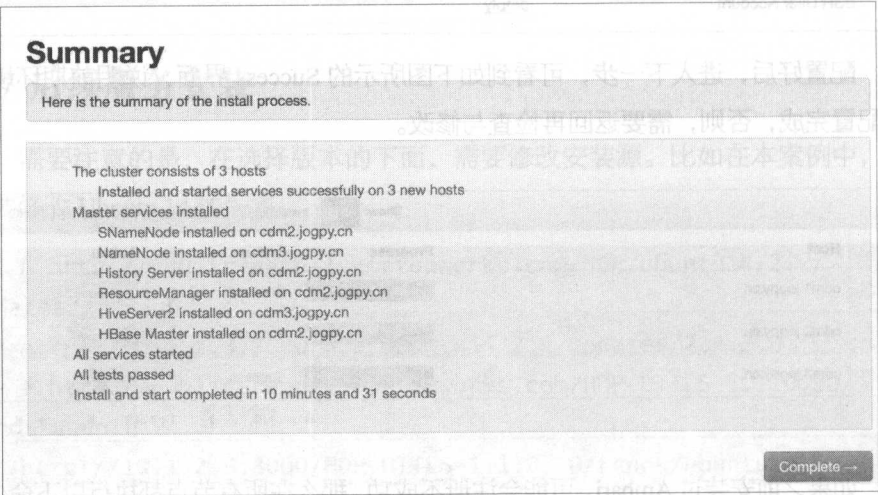 Summary
Here is the summary of the install process.
The cluster consists of 3 hosts
Installed and started services successfully on 3 new hosts
Master services installed
SNameNode installed on cdm2.jogpy.cn
NameNode installed on cdm3.jogpy.cn
History Server installed on cdm2.jogpy.cn
ResourceManager installed on cdm2.jogpy.cn
HiveServer2 installed on cdm3.jogpy.cn
HBase Master installed on cdm2.jogpy.cn
All services started
All tests passed
Install and start completed in 10 minutes and 31 seconds
Complete →